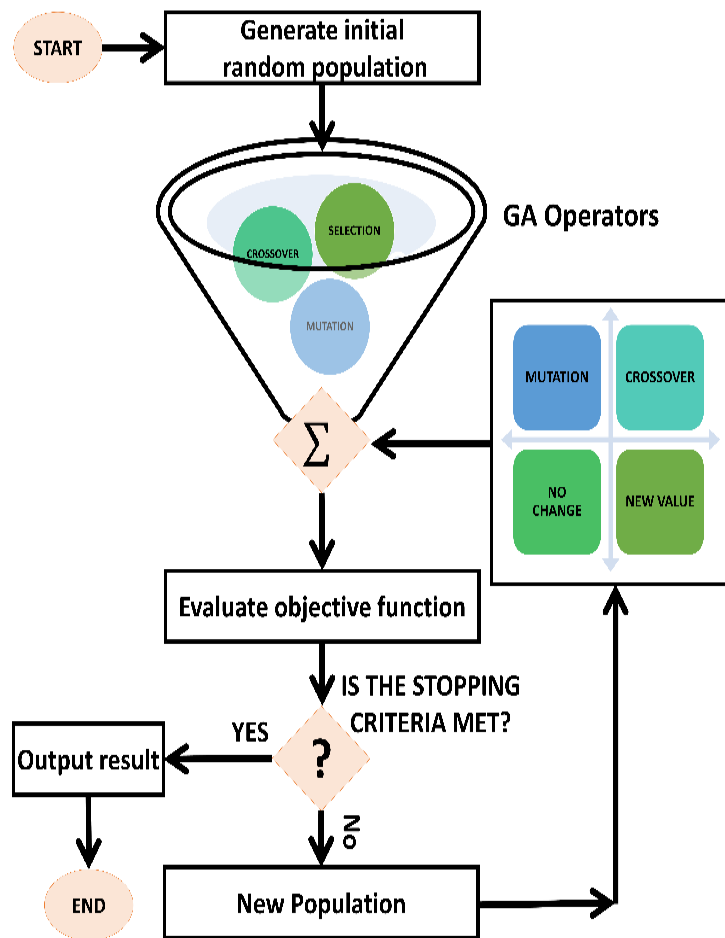 START
Generate initial
random population
GA Operators
SELECTION
CROSSOVER
MUTATION
MUTATION
CROSSOVER
NO
CHANGE
NEW VALUE
Σ
Evaluate objective function
IS THE STOPPING
CRITERIA MET?
YES
?
Output result
NO
END
New Population